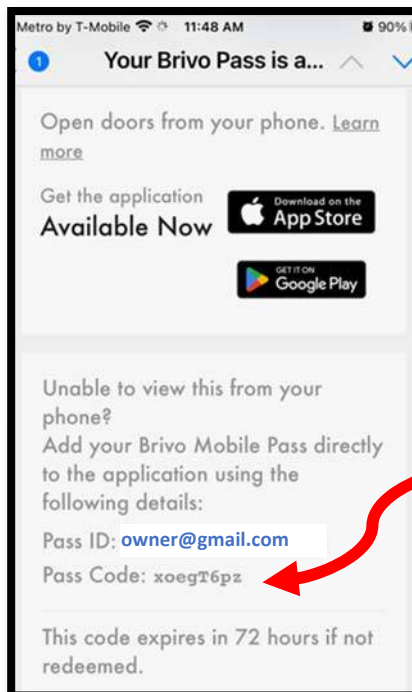 Metro by T-Mobile 11:48 AM 90%
1 Your Brivo Pass is a...
Open doors from your phone. Learn
more
Get the application
Available Now
Download on the
App Store
GET IT ON
Google Play
Unable to view this from your
phone?
Add your Brivo Mobile Pass directly
to the application using the
following details:
Pass ID: owner@gmail.com
Pass Code: xoegT6pz
This code expires in 72 hours if not
redeemed.